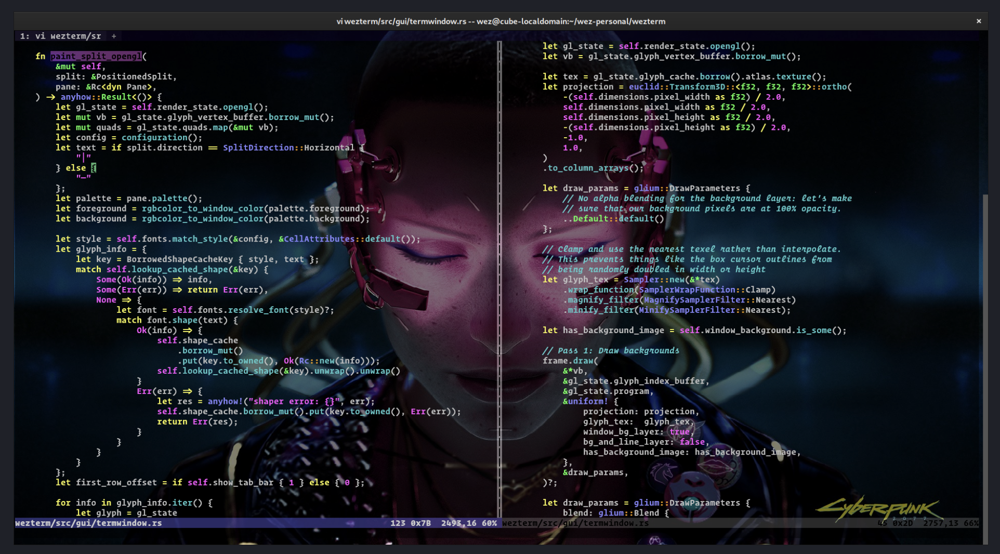 vi wezterm/src/gui/termwindow.rs -- wez@cube-localdomain:~/wez-personal/wezterm ×
1: vi wezterm/sr +
fn paint_split_opengl(
&mut self,
split: &PositionedSplit,
pane: &Rc<dyn Pane>,
) -> anyhow::Result<()> {
let gl_state = self.render_state.opengl();
let mut vb = gl_state.glyph_vertex_buffer.borrow_mut();
let mut quads = gl_state.quads.map(&mut vb);
let config = configuration();
let text = if split.direction == SplitDirection::Horizontal {
"│"
} else {
"─"
};
let palette = pane.palette();
let foreground = rgbcolor_to_window_color(palette.foreground);
let background = rgbcolor_to_window_color(palette.background);
let style = self.fonts.match_style(&config, &CellAttributes::default());
let glyph_info = {
let key = BorrowedShapeCacheKey { style, text };
match self.lookup_cached_shape(&key) {
Some(Ok(info)) => info,
Some(Err(err)) => return Err(err),
None => {
let font = self.fonts.resolve_font(style)?;
match font.shape(text) {
Ok(info) => {
self.shape_cache
.borrow_mut()
.put(key.to_owned(), Ok(Rc::new(info)));
self.lookup_cached_shape(&key).unwrap().unwrap()
}
Err(err) => {
let res = anyhow!("shaper error: {}", err);
self.shape_cache.borrow_mut().put(key.to_owned(), Err(err));
return Err(res);
}
}
}
}
};
let first_row_offset = if self.show_tab_bar { 1 } else { 0 };
for info in glyph_info.iter() {
let glyph = gl_state
wezterm/src/gui/termwindow.rs 123 0x7B 2493,16 60%
let gl_state = self.render_state.opengl();
let vb = gl_state.glyph_vertex_buffer.borrow_mut();
let tex = gl_state.glyph_cache.borrow().atlas.texture();
let projection = euclid::Transform3D::<f32, f32, f32>::ortho(
-(self.dimensions.pixel_width as f32) / 2.0,
self.dimensions.pixel_width as f32 / 2.0,
self.dimensions.pixel_height as f32 / 2.0,
-(self.dimensions.pixel_height as f32) / 2.0,
-1.0,
1.0,
)
.to_column_arrays();
let draw_params = glium::DrawParameters {
// No alpha blending for the background layer: let's make
// sure that our background pixels are at 100% opacity.
..Default::default()
};
// Clamp and use the nearest texel rather than interpolate.
// This prevents things like the box cursor outlines from
// being randomly doubled in width or height
let glyph_tex = Sampler::new(&*tex)
.wrap_function(SamplerWrapFunction::Clamp)
.magnify_filter(MagnifySamplerFilter::Nearest)
.minify_filter(MinifySamplerFilter::Nearest);
let has_background_image = self.window_background.is_some();
// Pass 1: Draw backgrounds
frame.draw(
&*vb,
&gl_state.glyph_index_buffer,
&gl_state.program,
&uniform! {
projection: projection,
glyph_tex: glyph_tex,
window_bg_layer: true,
bg_and_line_layer: false,
has_background_image: has_background_image,
},
&draw_params,
)?;
let draw_params = glium::DrawParameters {
blend: glium::Blend {
wezterm/src/gui/termwindow.rs 45 0x2D 2757,13 66%
CYBERPUNK
2077